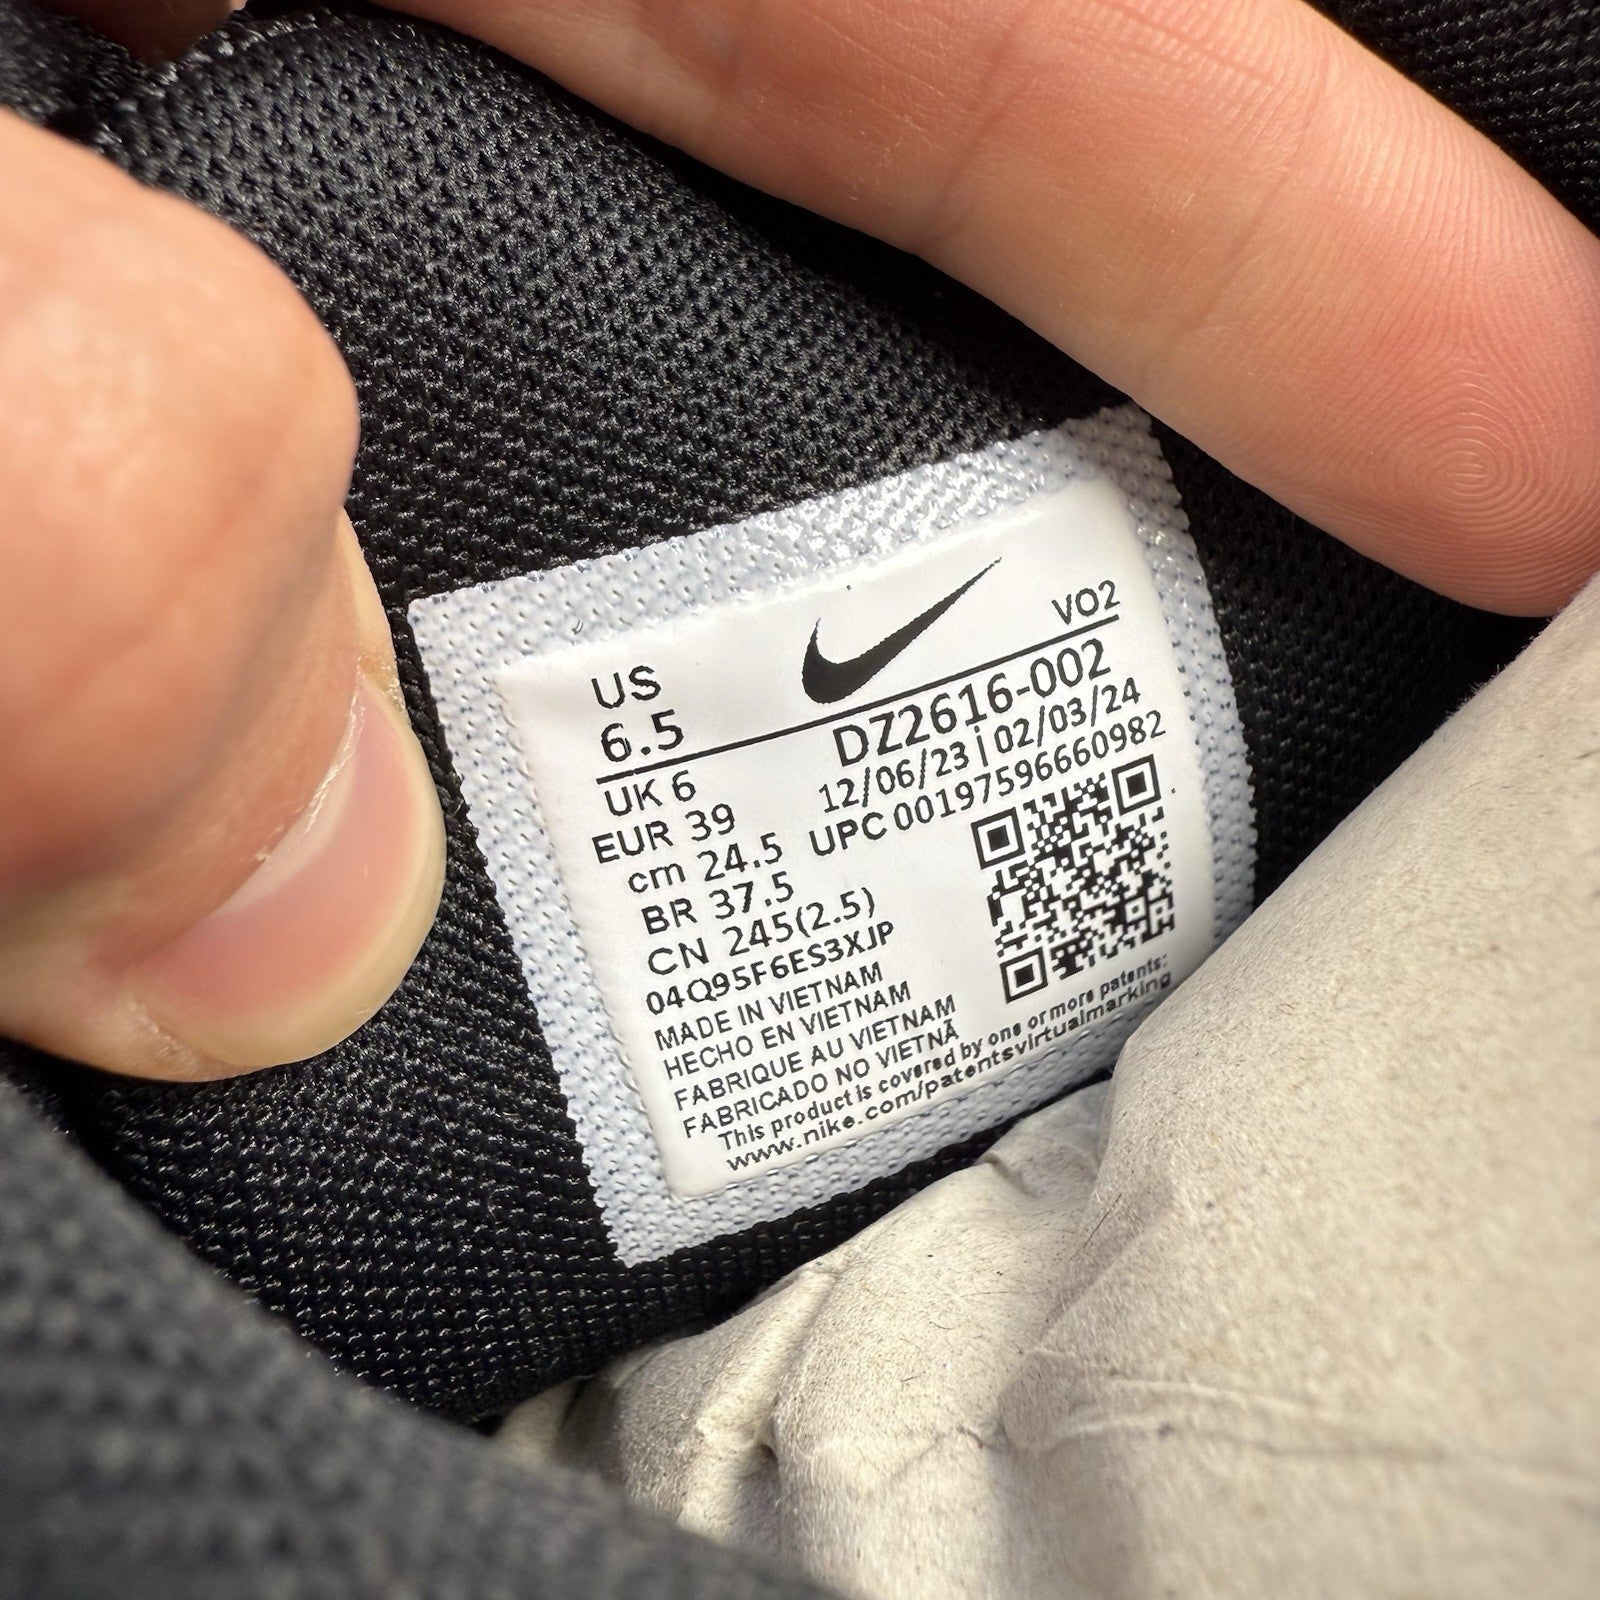 VO2
US
6.5
DZ2616-002
12/06/23 | 02/03/24
UPC 00197596660982
UK 6
EUR 39
cm 24.5
BR 37.5
CN 245(2.5)
04Q95F6ES3XJP
MADE IN VIETNAM
HECHO EN VIETNAM
FABRIQUE AU VIETNAM
FABRICADO NO VIETNÃ
This product is covered by one or more patents:
www.nike.com/patentsvirtualmarking